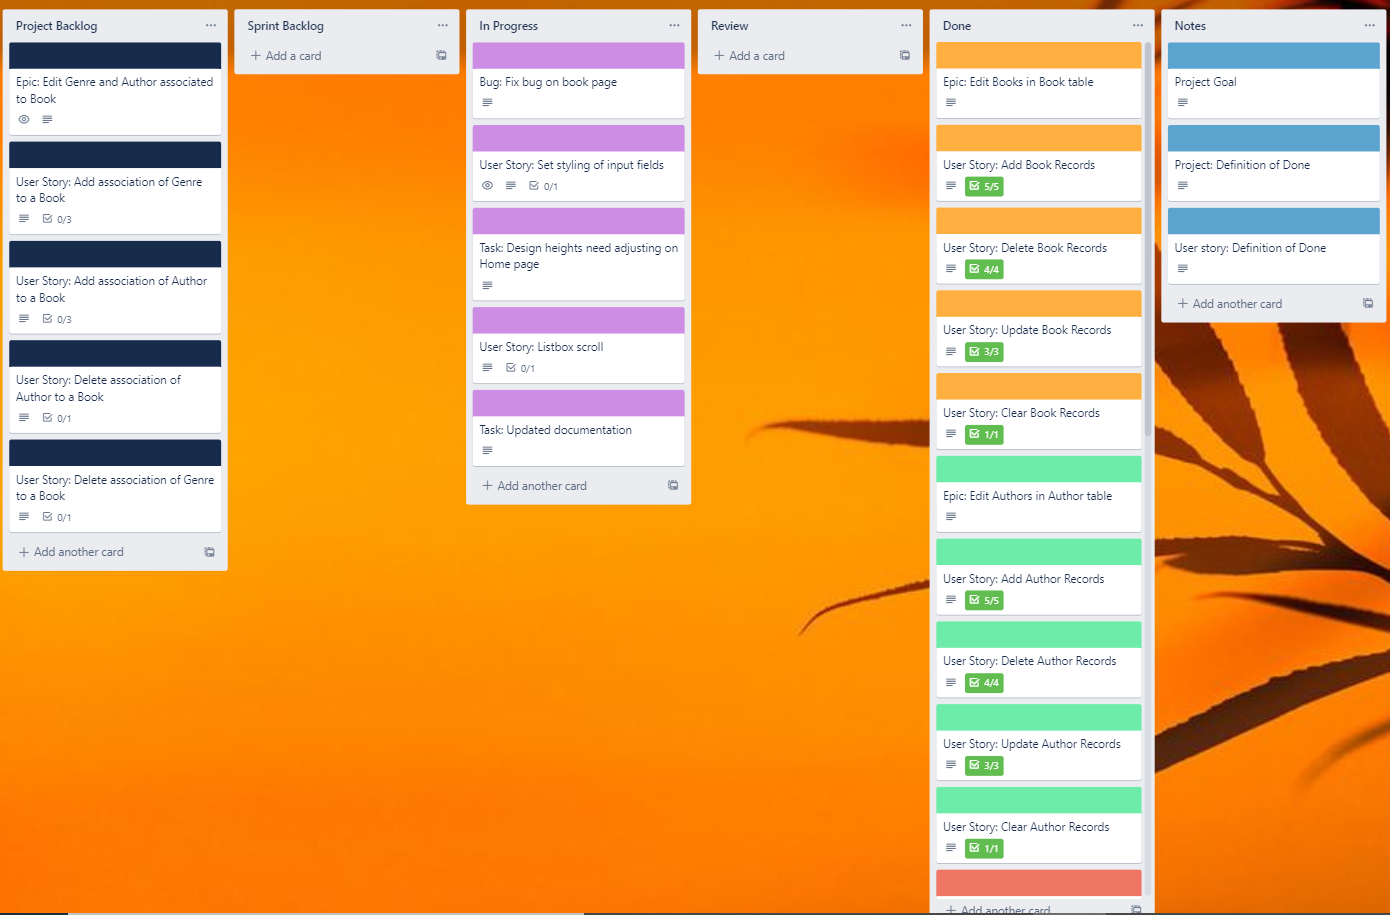 Project Backlog
Epic: Edit Genre and Author associated
to Book
User Story: Add association of Genre
to a Book
0/3
User Story: Add association of Author
to a Book
0/3
User Story: Delete association of
Author to a Book
0/1
User Story: Delete association of Genre
to a Book
0/1
+ Add another card
Sprint Backlog
+ Add a card
In Progress
Bug: Fix bug on book page
User Story: Set styling of input fields
0/1
Task: Design heights need adjusting on
Home page
User Story: Listbox scroll
0/1
Task: Updated documentation
+ Add another card
Review
+ Add a card
Done
Epic: Edit Books in Book table
User Story: Add Book Records
5/5
User Story: Delete Book Records
4/4
User Story: Update Book Records
3/3
User Story: Clear Book Records
1/1
Epic: Edit Authors in Author table
User Story: Add Author Records
5/5
User Story: Delete Author Records
4/4
User Story: Update Author Records
3/3
User Story: Clear Author Records
1/1
+ Add another card
Notes
Project Goal
Project: Definition of Done
User story: Definition of Done
+ Add another card